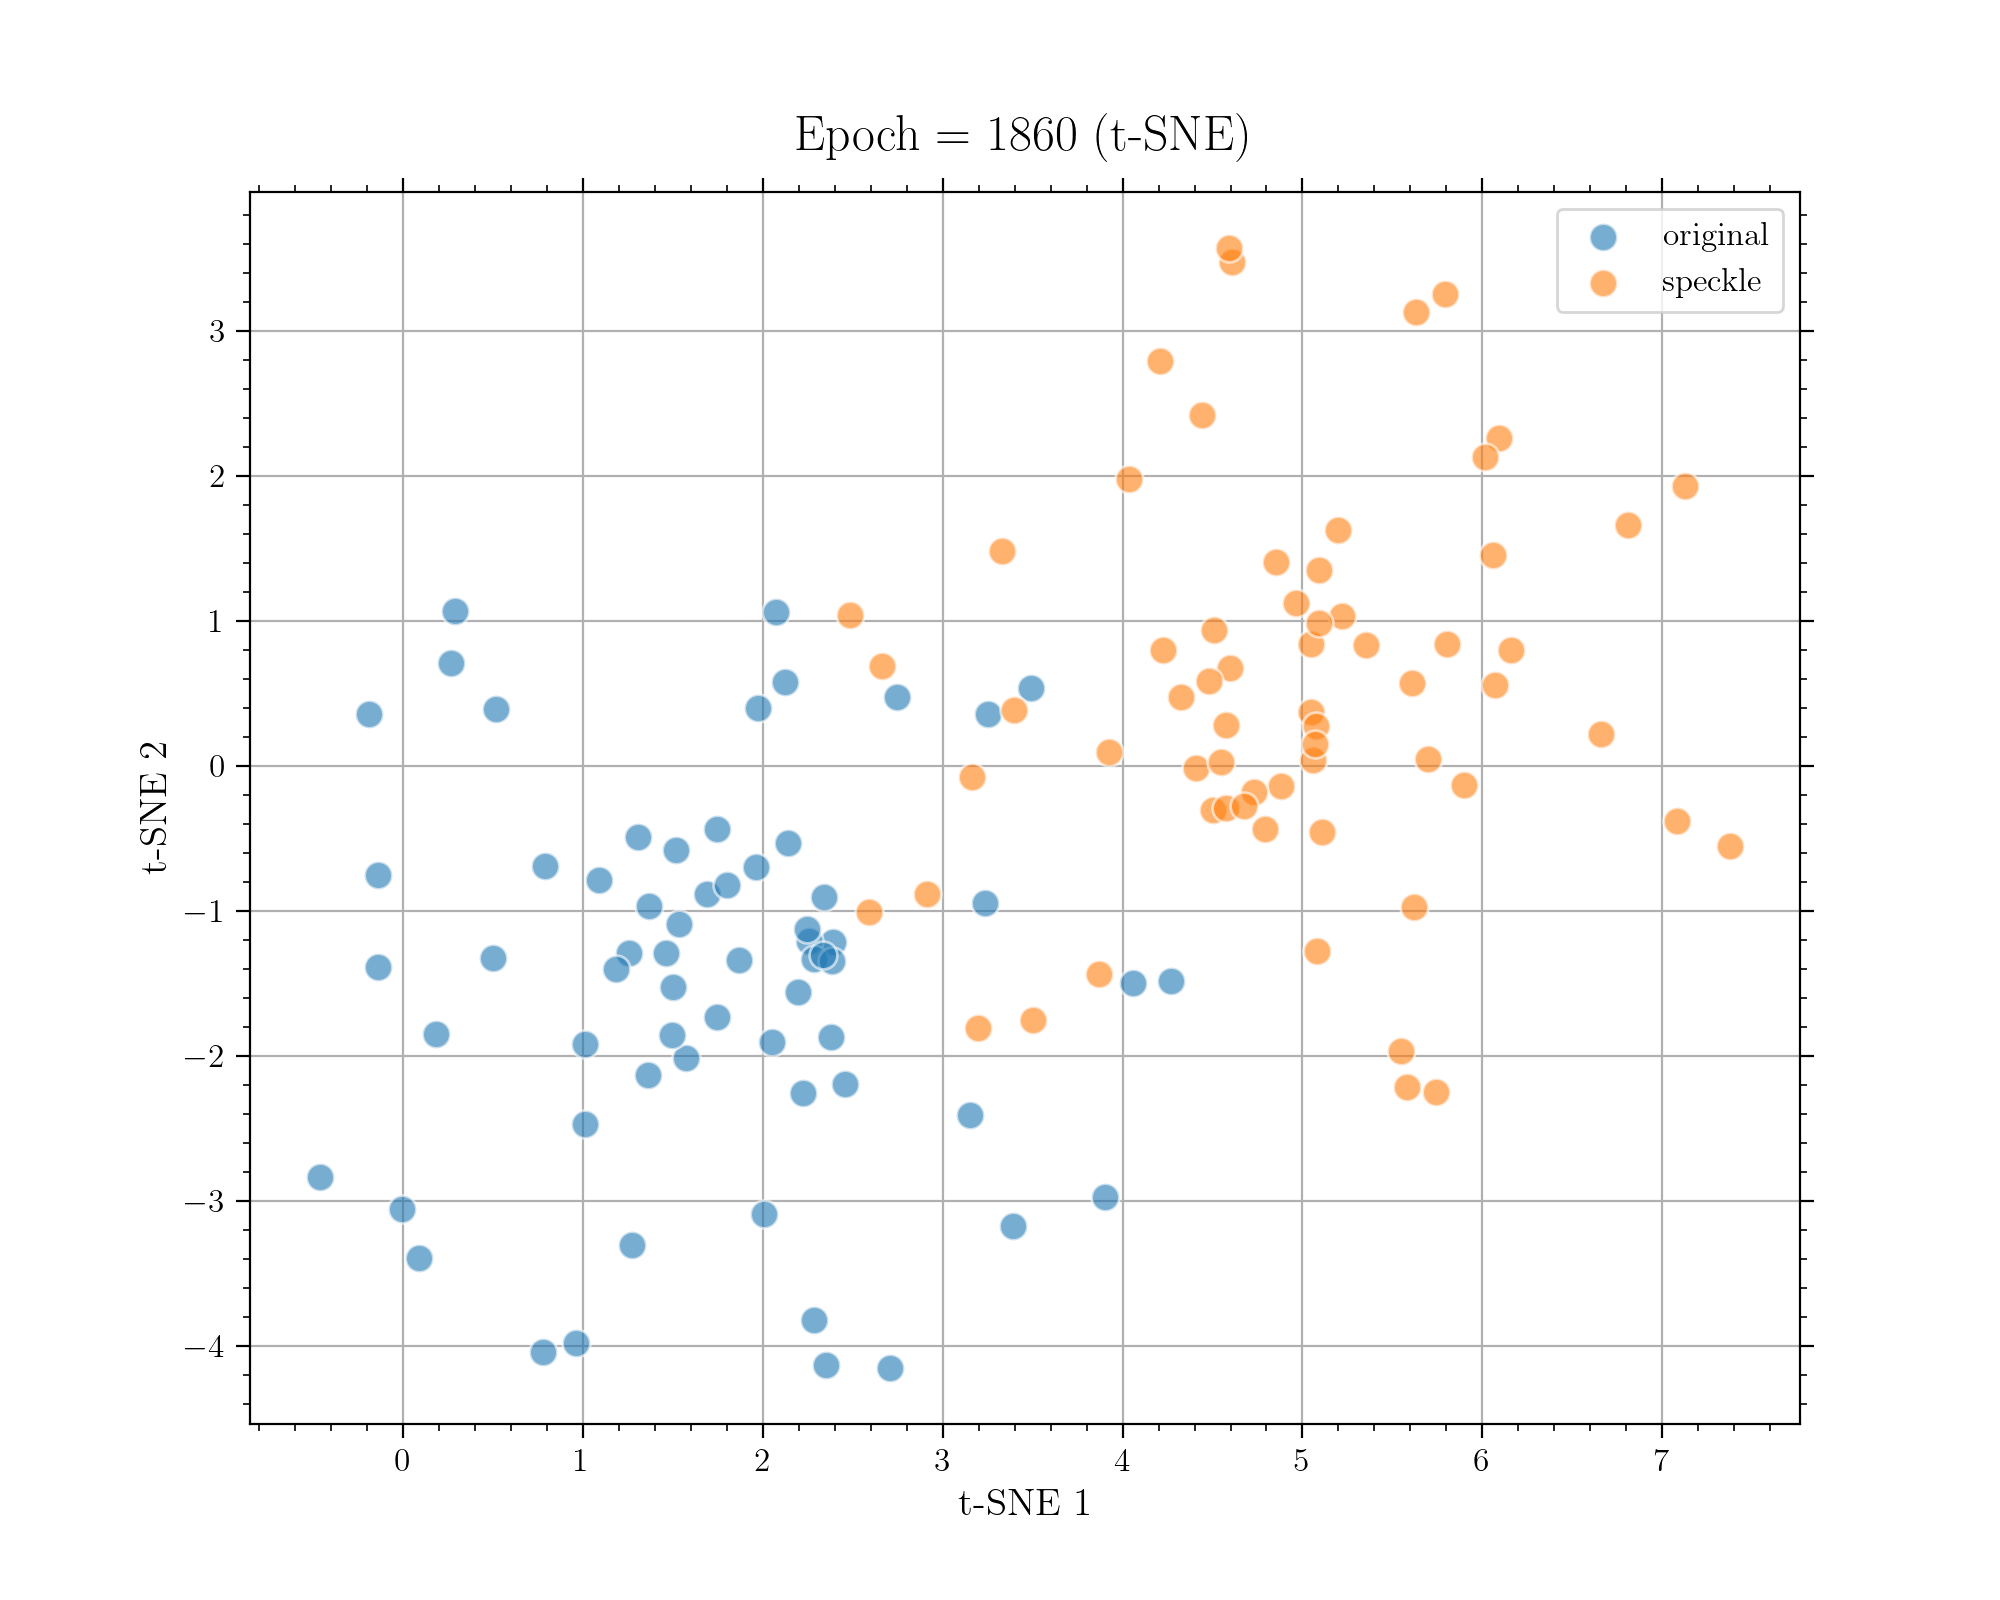 Epoch = 1860 (t-SNE)
original
speckle
3
2
1
0
−1
−2
−3
−4
t-SNE 2
0 1 2 3 4 5 6 7
t-SNE 1